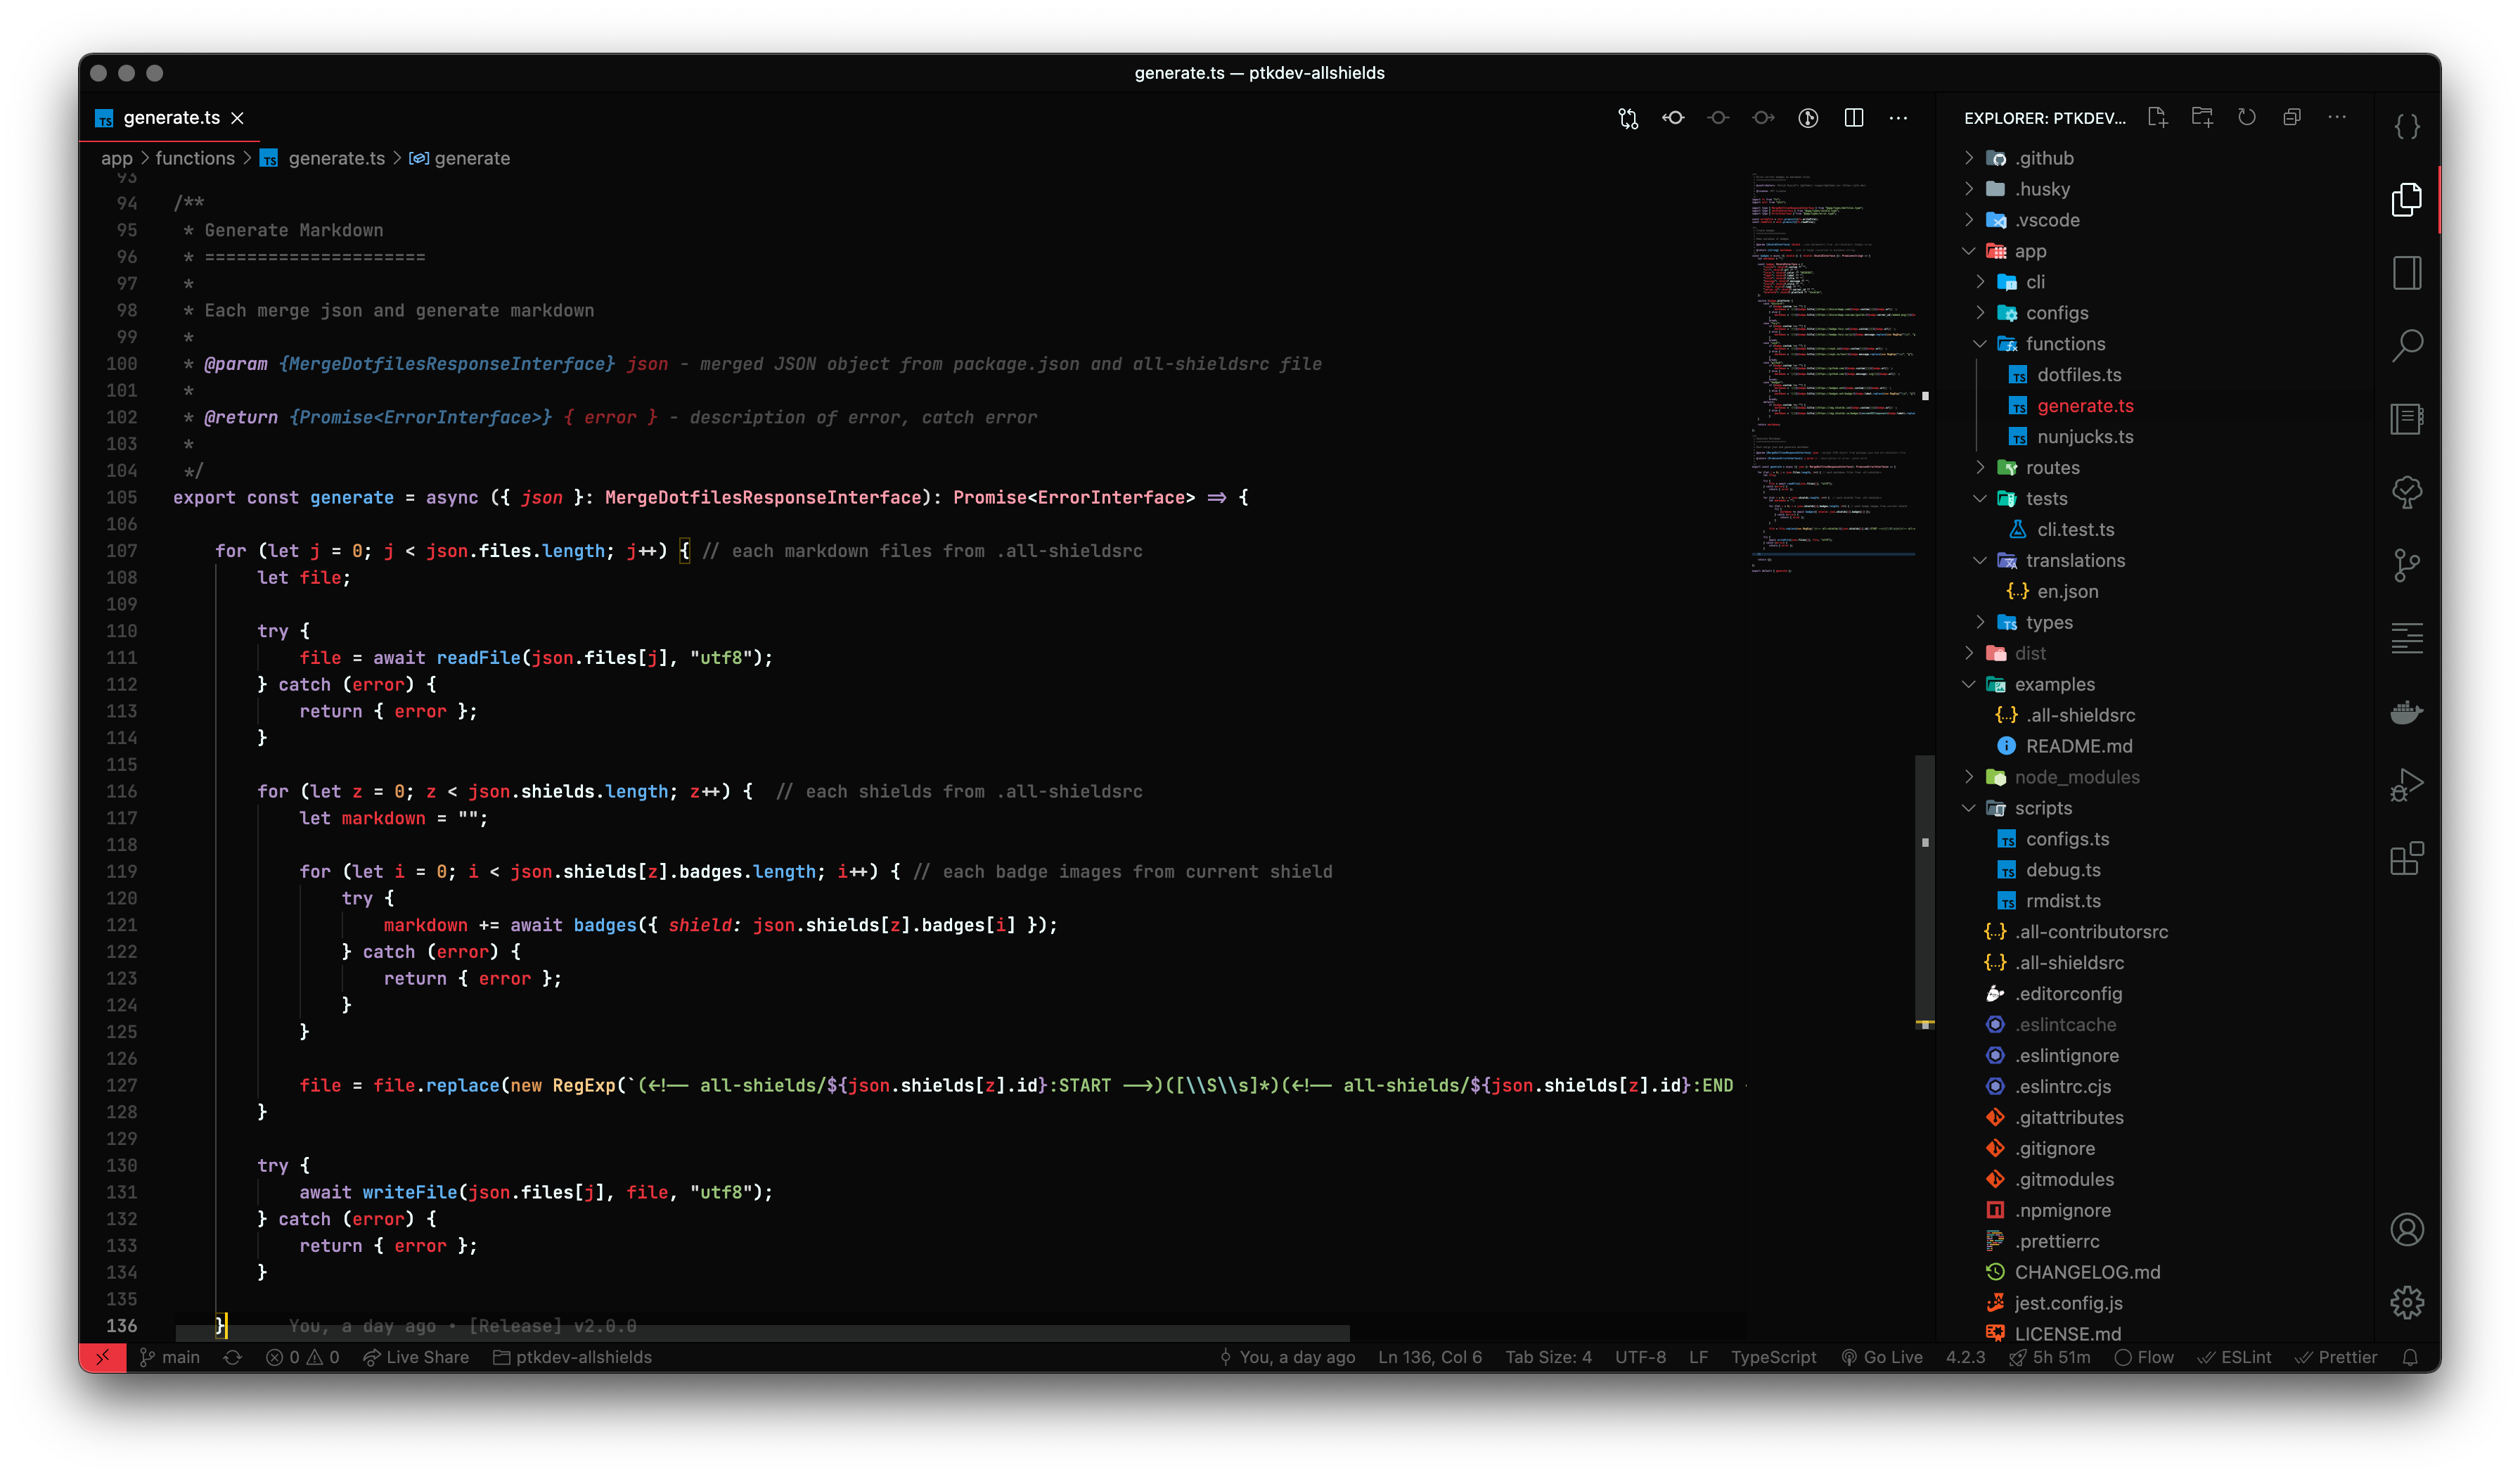 generate.ts — ptkdev-allshields
generate.ts
app > functions > generate.ts > generate
93
94 /**
95 * Generate Markdown
96 * =====================
97 *
98 * Each merge json and generate markdown
99 *
100 * @param {MergeDotfilesResponseInterface} json - merged JSON object from package.json and all-shieldsrc file
101 *
102 * @return {Promise<ErrorInterface>} { error } - description of error, catch error
103 *
104 */
105 export const generate = async ({ json }: MergeDotfilesResponseInterface): Promise<ErrorInterface> => {
106
107 for (let j = 0; j < json.files.length; j++) { // each markdown files from .all-shieldsrc
108 let file;
109
110 try {
111 file = await readFile(json.files[j], "utf8");
112 } catch (error) {
113 return { error };
114 }
115
116 for (let z = 0; z < json.shields.length; z++) { // each shields from .all-shieldsrc
117 let markdown = "";
118
119 for (let i = 0; i < json.shields[z].badges.length; i++) { // each badge images from current shield
120 try {
121 markdown += await badges({ shield: json.shields[z].badges[i] });
122 } catch (error) {
123 return { error };
124 }
125 }
126
127 file = file.replace(new RegExp(`(<!-- all-shields/${json.shields[z].id}:START -->)([\\S\\s]*)(<!-- all-shields/${json.shields[z].id}:END
128 }
129
130 try {
131 await writeFile(json.files[j], file, "utf8");
132 } catch (error) {
133 return { error };
134 }
135
136 } You, a day ago • [Release] v2.0.0
EXPLORER: PTKDEV...
.github
.husky
.vscode
app
cli
configs
functions
dotfiles.ts
generate.ts
nunjucks.ts
routes
tests
cli.test.ts
translations
en.json
types
dist
examples
.all-shieldsrc
README.md
node_modules
scripts
configs.ts
debug.ts
rmdist.ts
.all-contributorsrc
.all-shieldsrc
.editorconfig
.eslintcache
.eslintignore
.eslintrc.cjs
.gitattributes
.gitignore
.gitmodules
.npmignore
.prettierrc
CHANGELOG.md
jest.config.js
LICENSE.md
main 0 0 Live Share ptkdev-allshields You, a day ago Ln 136, Col 6 Tab Size: 4 UTF-8 LF TypeScript Go Live 4.2.3 5h 51m Flow ESLint Prettier